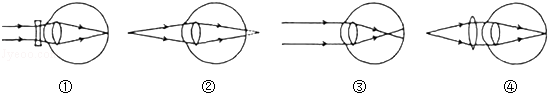 ① ② ③ ④